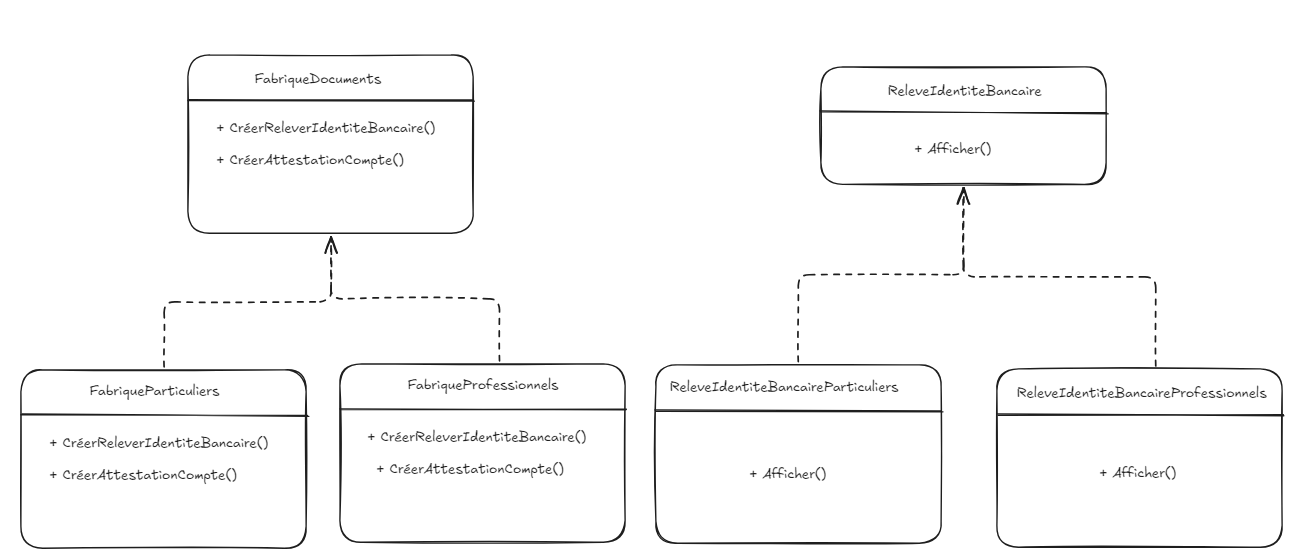 FabriqueDocuments
+ CréerReleverIdentiteBancaire()
+ CréerAttestationCompte()
ReleveIdentiteBancaire
+ Afficher()
FabriqueParticuliers
+ CréerReleverIdentiteBancaire()
+ CréerAttestationCompte()
FabriqueProfessionnels
+ CréerReleverIdentiteBancaire()
+ CréerAttestationCompte()
ReleveIdentiteBancaireParticuliers
+ Afficher()
ReleveIdentiteBancaireProfessionnels
+ Afficher()